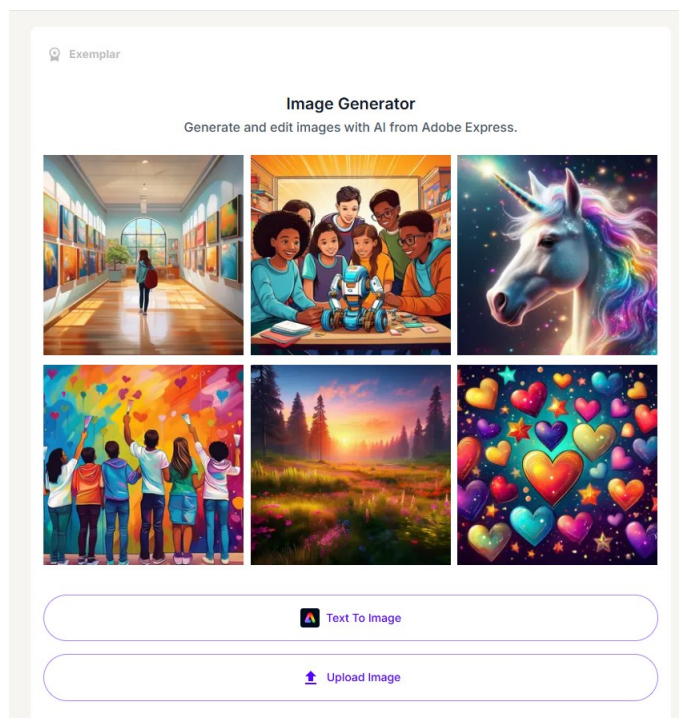 Exemplar
Image Generator
Generate and edit images with AI from Adobe Express.
Text To Image
Upload Image